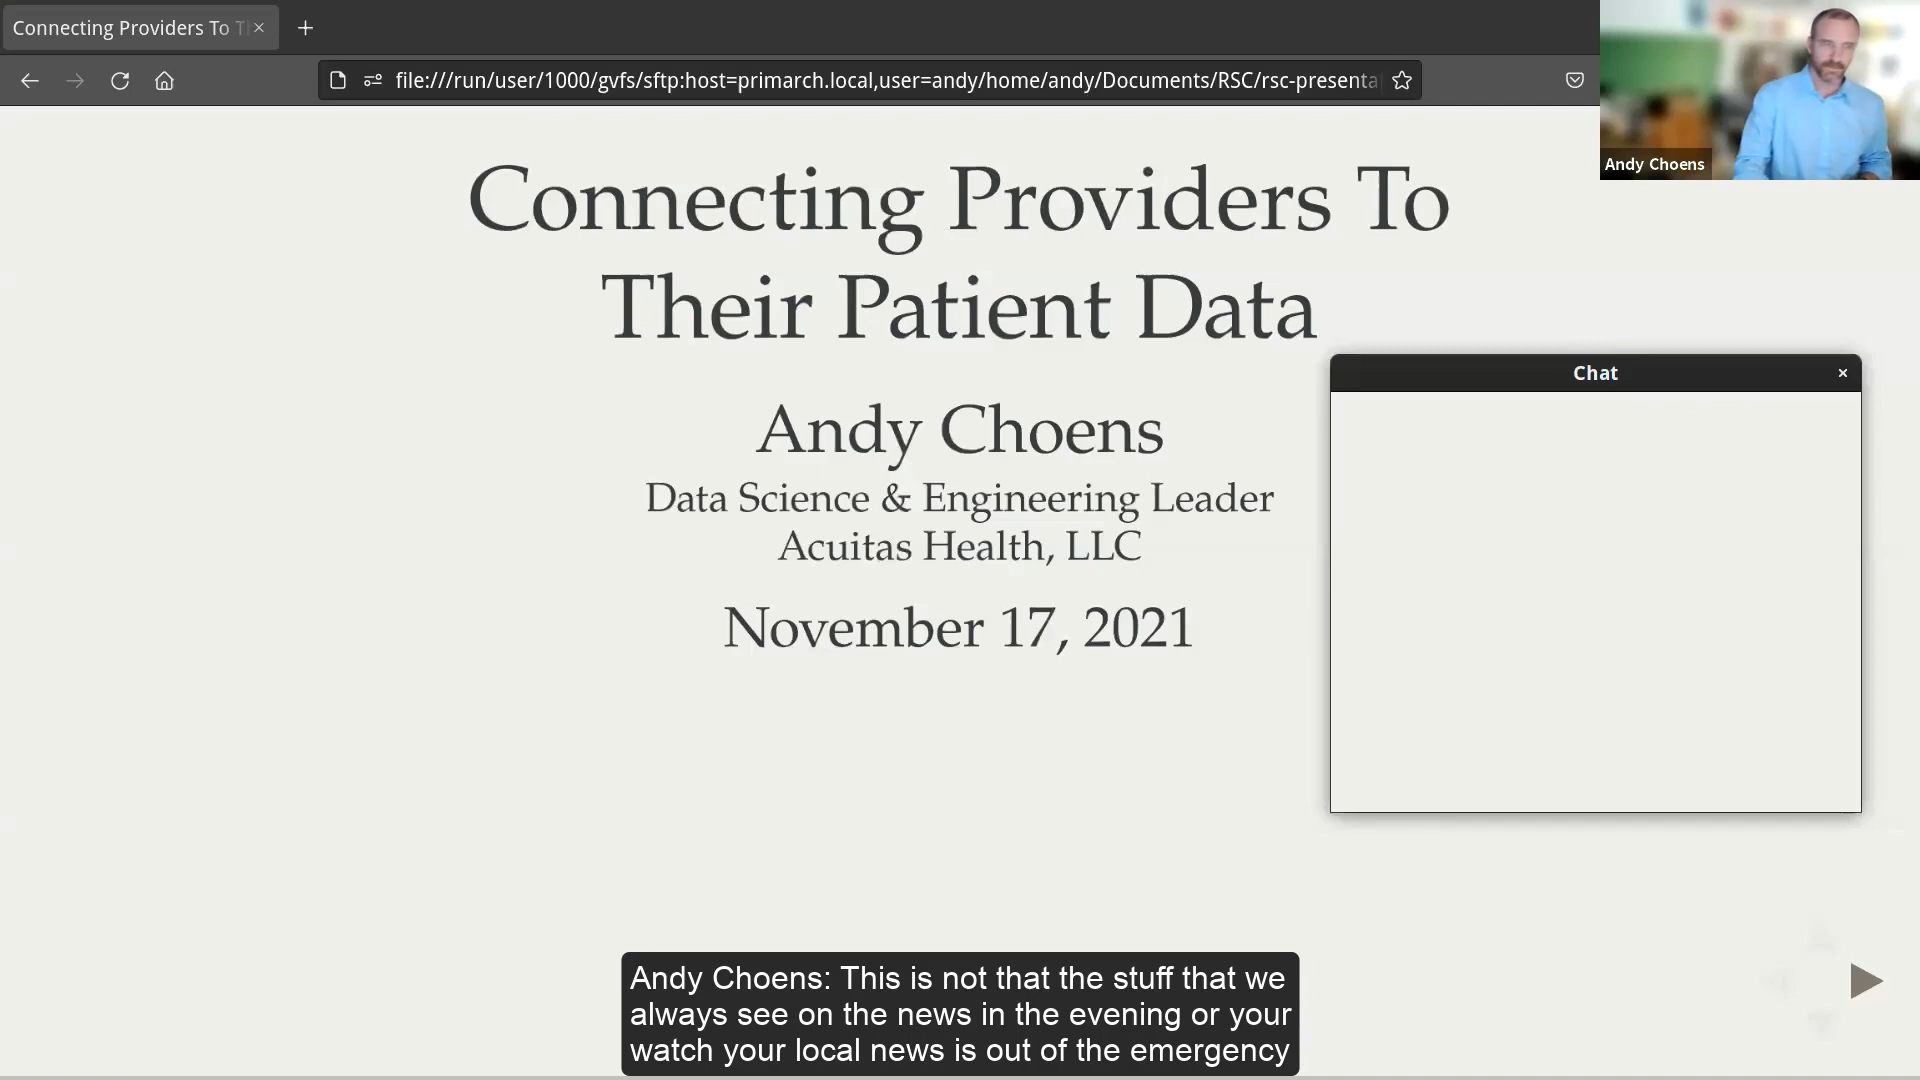 Connecting Providers To T
file:///run/user/1000/gvfs/sftp:host=primarch.local,user=andy/home/andy/Documents/RSC/rsc-presenta
Andy Choens
Connecting Providers To
Their Patient Data
Chat
Andy Choens
Data Science & Engineering Leader
Acuitas Health, LLC
November 17, 2021
Andy Choens: This is not that the stuff that we
always see on the news in the evening or your
watch your local news is out of the emergency